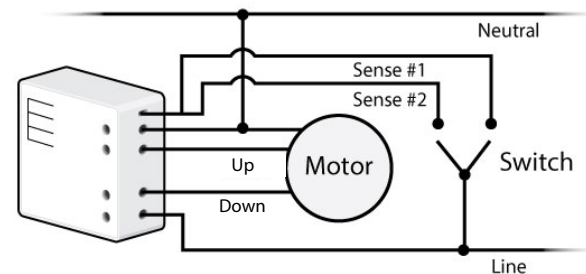 Neutral
Sense #1
Sense #2
Up
Motor
Switch
Down
Line